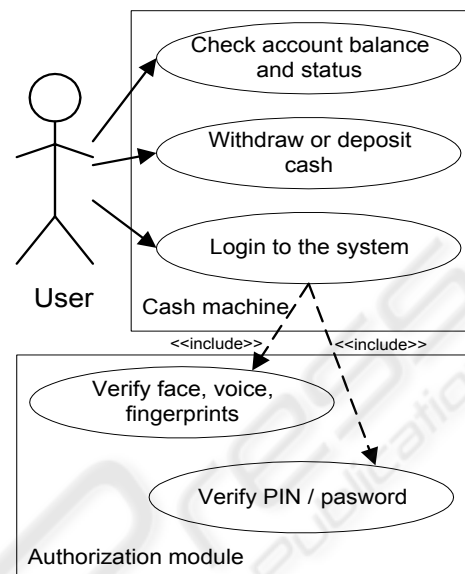 Check account balance
and status
Withdraw or deposit
cash
Login to the system
User
Cash machine
<<include>>
<<include>>
Verify face, voice,
fingerprints
Verify PIN / pasword
Authorization module